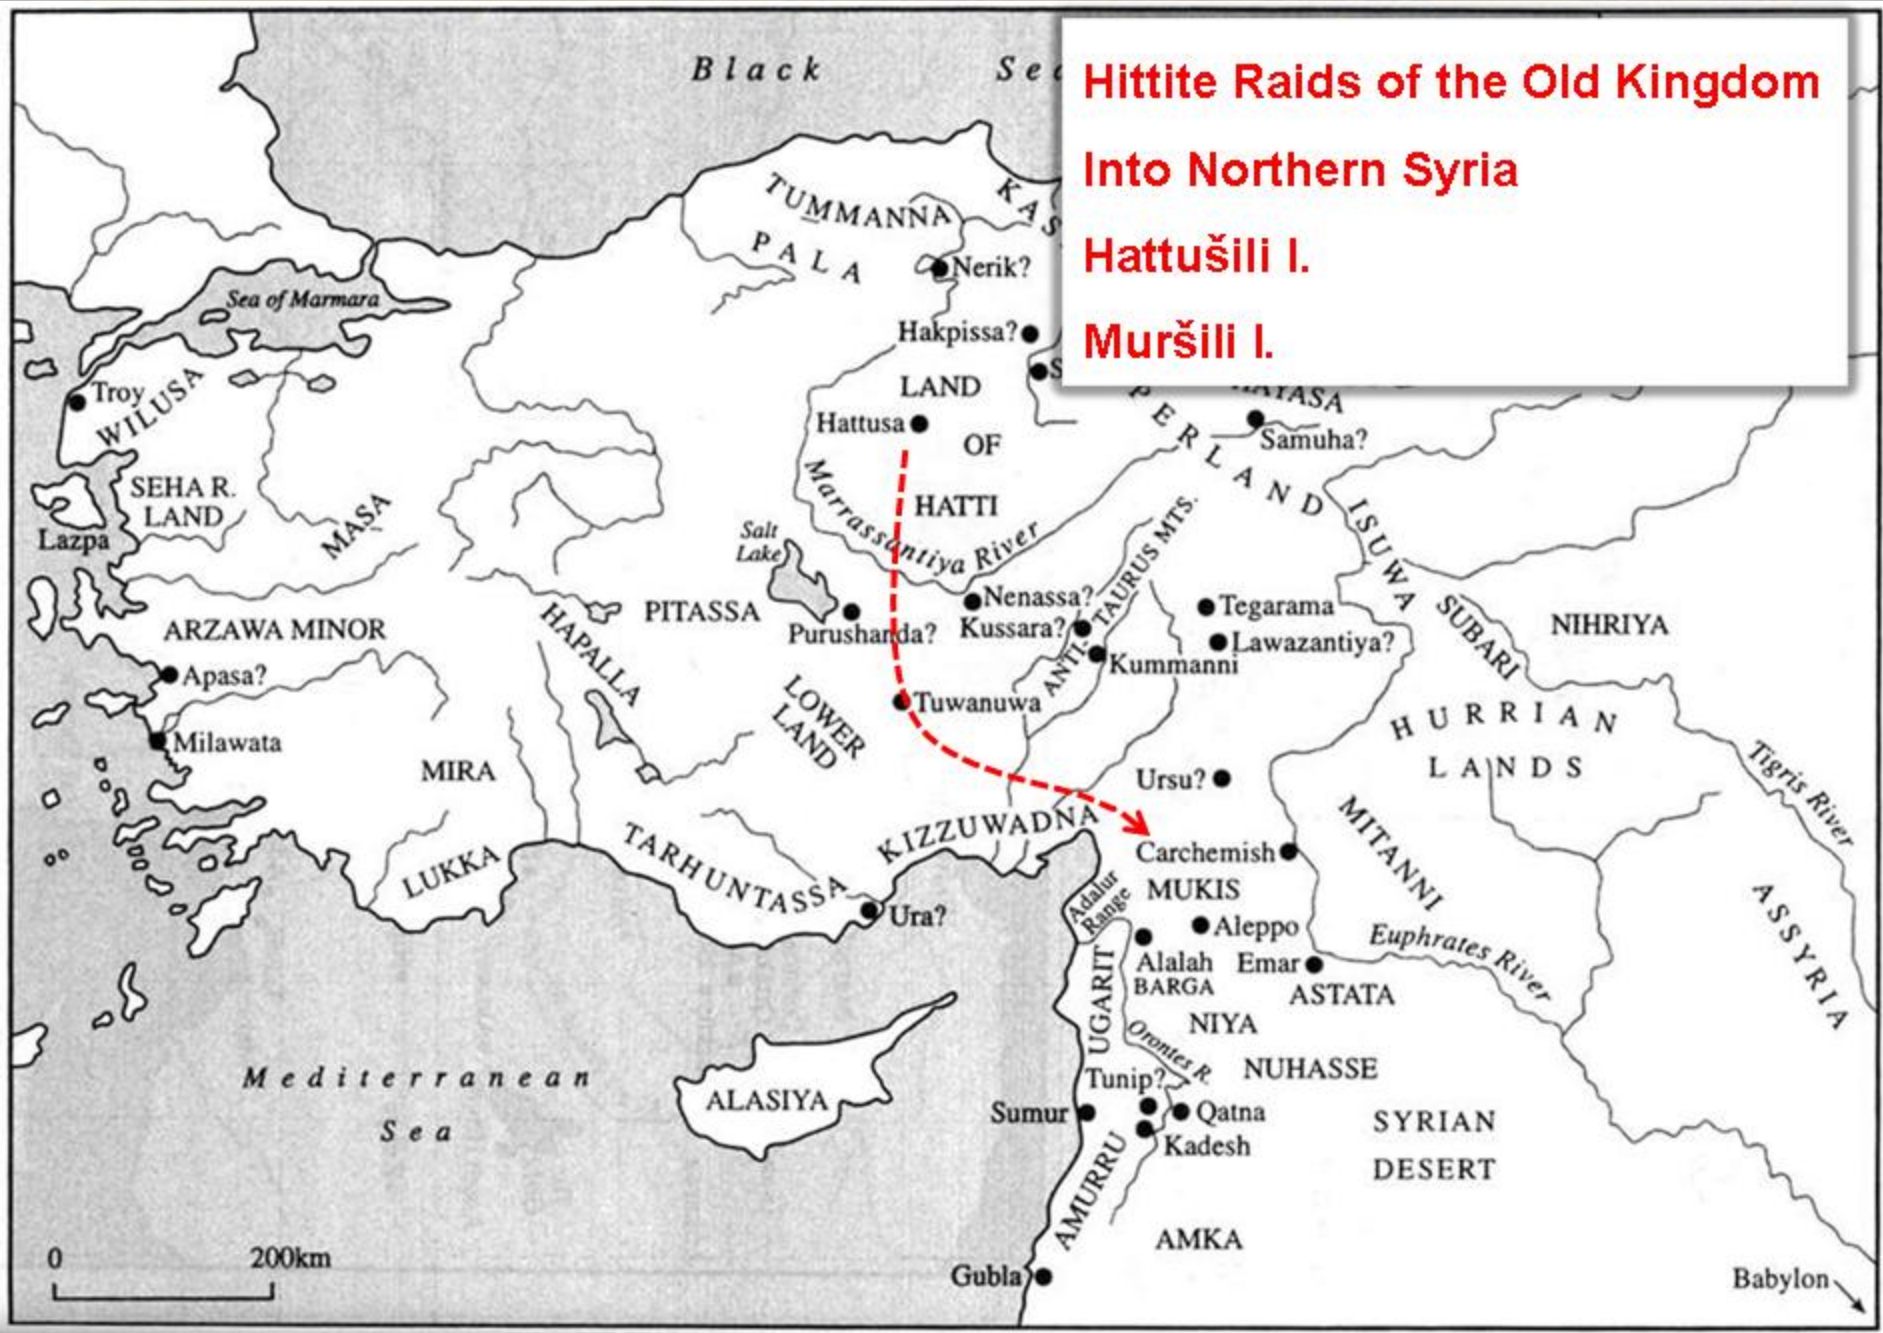 Black Sea
Hittite Raids of the Old Kingdom
Into Northern Syria
Hattušili I.
Muršili I.
TUMMANNA
PALA
Nerik?
Sea of Marmara
Hakpissa?
Troy
WILUSA
LAND
OF
HATTI
Hattusa
HAYASA
Samuha?
SEHA R.
LAND
MASA
Lazpa
Marrassantiya River
Salt
Lake
ANTI-TAURUS MTS.
ISUWA
Nenassa?
Tegarama
PITASSA
Purushanda?
Kussara?
Lawazantiya?
Kummanni
SUBARI
NIHRIYA
ARZAWA MINOR
HAPALLA
Apasa?
Tuwanuwa
LOWER
LAND
HURRIAN
LANDS
Milawata
MIRA
Ursu?
Tigris River
MITANNI
KIZZUWADNA
TARHUNTASSA
LUKKA
Carchemish
MUKIS
Adalur
Range
Ura?
Aleppo
Euphrates River
ASSYRIA
Alalah
Emar
BARGA
ASTATA
UGARIT
NIYA
Orontes R.
NUHASSE
Mediterranean
Sea
ALASIYA
Tunip?
Sumur
Qatna
Kadesh
SYRIAN
DESERT
AMURRU
AMKA
0 200km
Gubla
Babylon